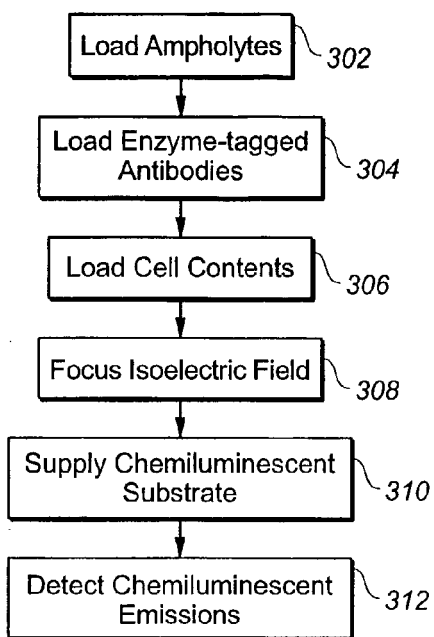 Load Ampholytes
302
Load Enzyme-tagged
Antibodies
304
Load Cell Contents
306
Focus Isoelectric Field
308
Supply Chemiluminescent
Substrate
310
Detect Chemiluminescent
Emissions
312